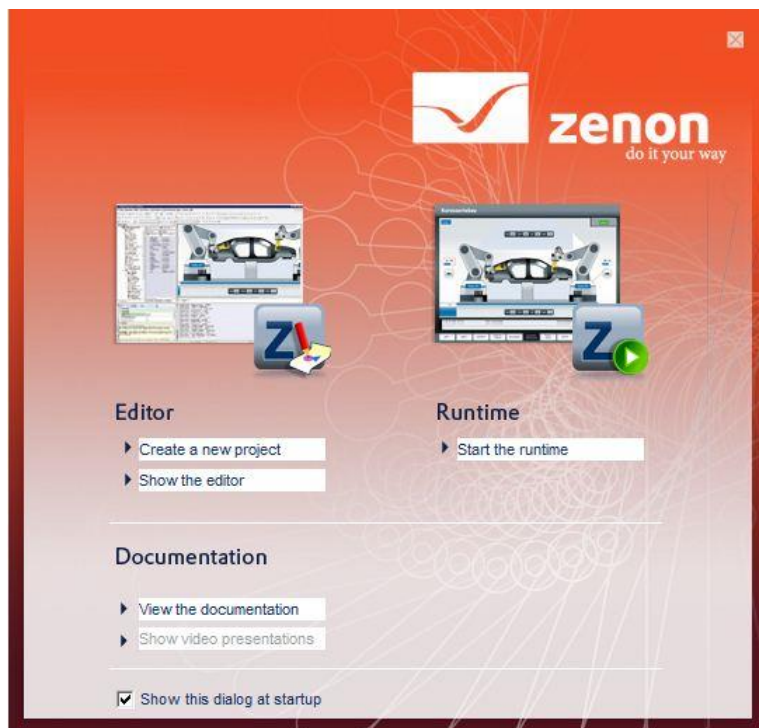 zenon
do it your way
Editor
Create a new project
Show the editor
Runtime
Start the runtime
Documentation
View the documentation
Show video presentations
Show this dialog at startup